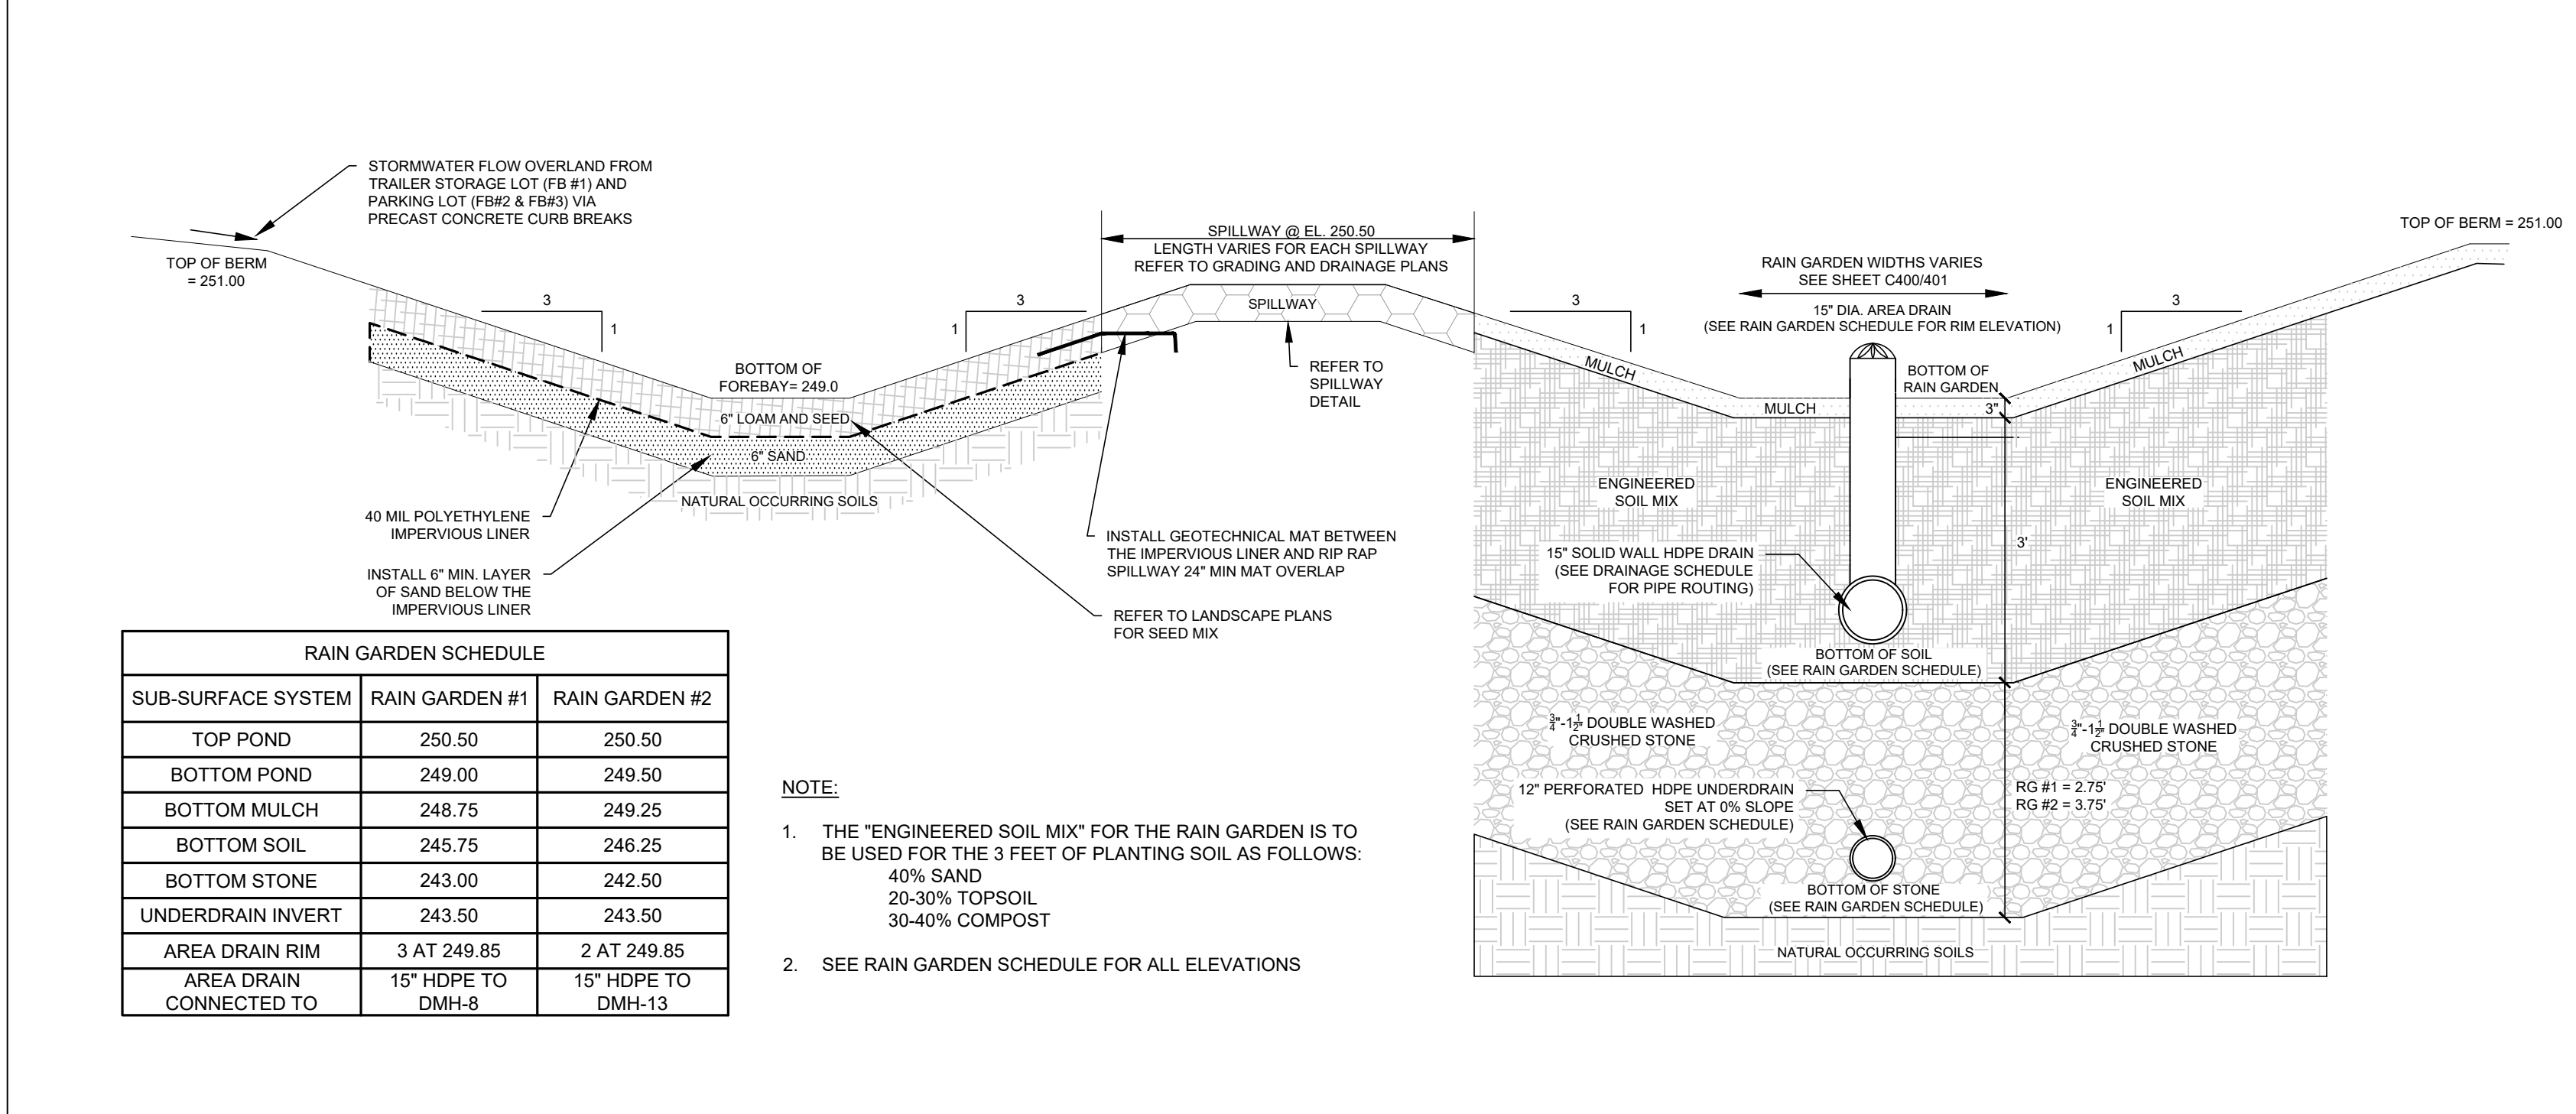 STORMWATER FLOW OVERLAND FROM
TRAILER STORAGE LOT (FB #1) AND
PARKING LOT (FB#2 & FB#3) VIA
PRECAST CONCRETE CURB BREAKS
TOP OF BERM
= 251.00
3
1
BOTTOM OF
FOREBAY= 249.0
6" LOAM AND SEED
6" SAND
NATURAL OCCURRING SOILS
3
1
SPILLWAY @ EL. 250.50
LENGTH VARIES FOR EACH SPILLWAY
REFER TO GRADING AND DRAINAGE PLANS
SPILLWAY
REFER TO
SPILLWAY
DETAIL
40 MIL POLYETHYLENE
IMPERVIOUS LINER
INSTALL 6" MIN. LAYER
OF SAND BELOW THE
IMPERVIOUS LINER
INSTALL GEOTECHNICAL MAT BETWEEN
THE IMPERVIOUS LINER AND RIP RAP
SPILLWAY 24" MIN MAT OVERLAP
REFER TO LANDSCAPE PLANS
FOR SEED MIX
TOP OF BERM = 251.00
RAIN GARDEN WIDTHS VARIES
SEE SHEET C400/401
15" DIA. AREA DRAIN
(SEE RAIN GARDEN SCHEDULE FOR RIM ELEVATION)
3
1
3
1
MULCH
MULCH
MULCH
BOTTOM OF
RAIN GARDEN
3"
ENGINEERED
SOIL MIX
ENGINEERED
SOIL MIX
3'
15" SOLID WALL HDPE DRAIN
(SEE DRAINAGE SCHEDULE
FOR PIPE ROUTING)
BOTTOM OF SOIL
(SEE RAIN GARDEN SCHEDULE)
3/4"-1 1/2" DOUBLE WASHED
CRUSHED STONE
3/4"-1 1/2" DOUBLE WASHED
CRUSHED STONE
12" PERFORATED HDPE UNDERDRAIN
SET AT 0% SLOPE
(SEE RAIN GARDEN SCHEDULE)
RG #1 = 2.75'
RG #2 = 3.75'
BOTTOM OF STONE
(SEE RAIN GARDEN SCHEDULE)
NATURAL OCCURRING SOILS
RAIN GARDEN SCHEDULE
SUB-SURFACE SYSTEM RAIN GARDEN #1 RAIN GARDEN #2
TOP POND 250.50 250.50
BOTTOM POND 249.00 249.50
BOTTOM MULCH 248.75 249.25
BOTTOM SOIL 245.75 246.25
BOTTOM STONE 243.00 242.50
UNDERDRAIN INVERT 243.50 243.50
AREA DRAIN RIM 3 AT 249.85 2 AT 249.85
AREA DRAIN 15" HDPE TO 15" HDPE TO
CONNECTED TO DMH-8 DMH-13
NOTE:
1. THE "ENGINEERED SOIL MIX" FOR THE RAIN GARDEN IS TO
BE USED FOR THE 3 FEET OF PLANTING SOIL AS FOLLOWS:
40% SAND
20-30% TOPSOIL
30-40% COMPOST
2. SEE RAIN GARDEN SCHEDULE FOR ALL ELEVATIONS